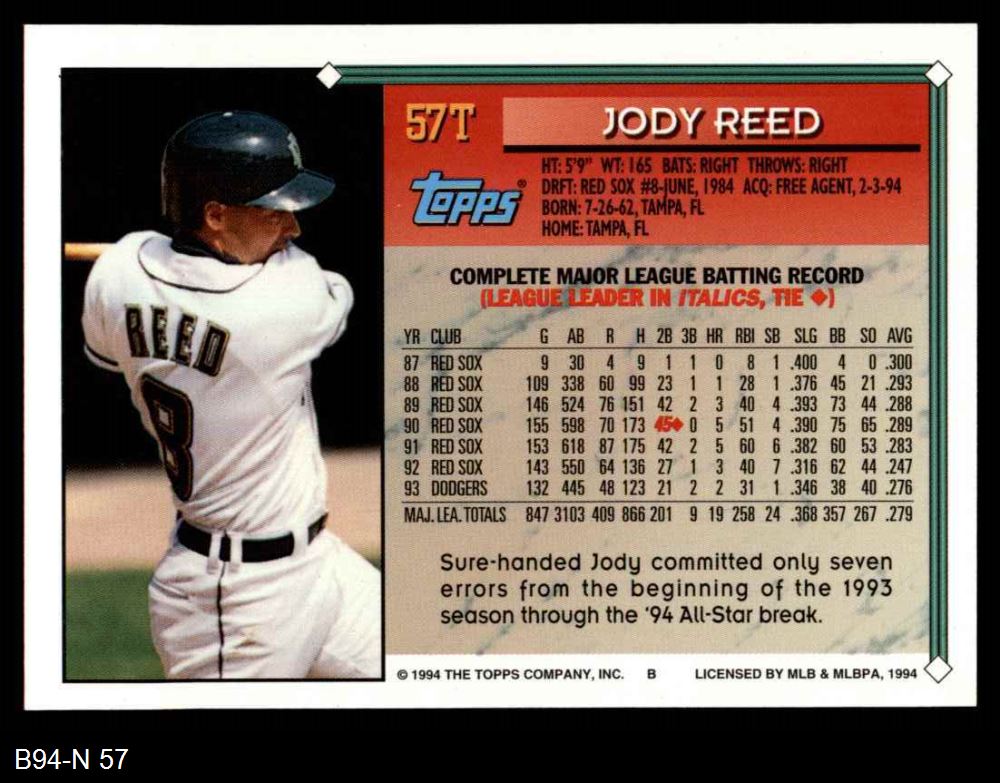 57T JODY REED
topps®
HT: 5'9" WT: 165 BATS: RIGHT THROWS: RIGHT
DRFT: RED SOX #8-JUNE, 1984 ACQ: FREE AGENT, 2-3-94
BORN: 7-26-62, TAMPA, FL
HOME: TAMPA, FL
REED
8
COMPLETE MAJOR LEAGUE BATTING RECORD
(LEAGUE LEADER IN ITALICS, TIE ◆)
YR CLUB G AB R H 2B 3B HR RBI SB SLG BB SO AVG
87 RED SOX 9 30 4 9 1 1 0 8 1 .400 4 0 .300
88 RED SOX 109 338 60 99 23 1 1 28 1 .376 45 21 .293
89 RED SOX 146 524 76 151 42 2 3 40 4 .393 73 44 .288
90 RED SOX 155 598 70 173 45◆ 0 5 51 4 .390 75 65 .289
91 RED SOX 153 618 87 175 42 2 5 60 6 .382 60 53 .283
92 RED SOX 143 550 64 136 27 1 3 40 7 .316 62 44 .247
93 DODGERS 132 445 48 123 21 2 2 31 1 .346 38 40 .276
MAJ. LEA. TOTALS 847 3103 409 866 201 9 19 258 24 .368 357 267 .279
Sure-handed Jody committed only seven
errors from the beginning of the 1993
season through the '94 All-Star break.
© 1994 THE TOPPS COMPANY, INC. B LICENSED BY MLB & MLBPA, 1994
B94-N 57